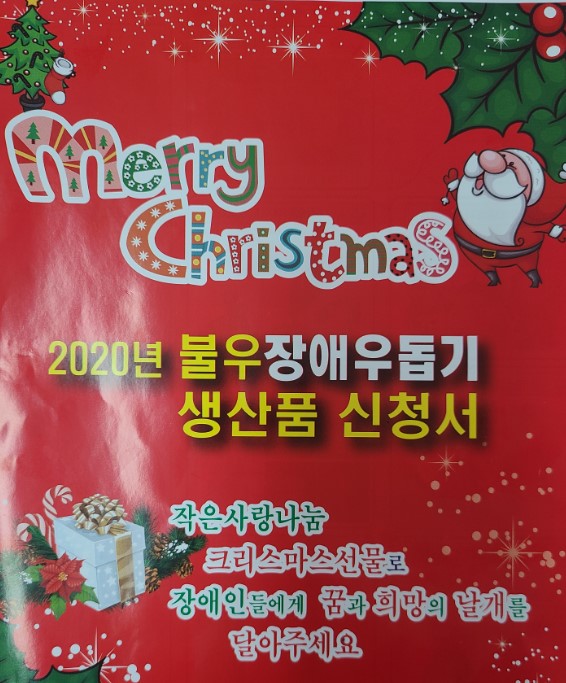 Merry
Christmas
2020년 불우장애우돕기
생산품 신청서
작은사랑나눔
크리스마스선물로
장애인들에게 꿈과 희망의 날개를
달아주세요